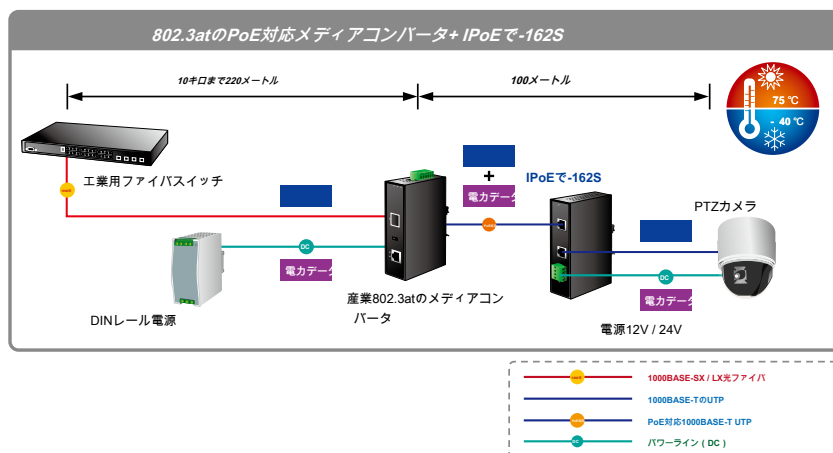 802.3atのPoE対応メディアコンバータ+ IPoEで-162S
10キロまで220メートル
100メートル
75 ℃
- 40 ℃
工業用ファイバスイッチ
+
IPoEで-162S
電力データ
PTZカメラ
DC
電力データ
DC
電力データ
DINレール電源
産業802.3atのメディアコン
バータ
電源12V / 24V
1000BASE-SX / LX光ファイバ
1000BASE-TのUTP
PoE対応1000BASE-T UTP
DC
パワーライン ( DC )